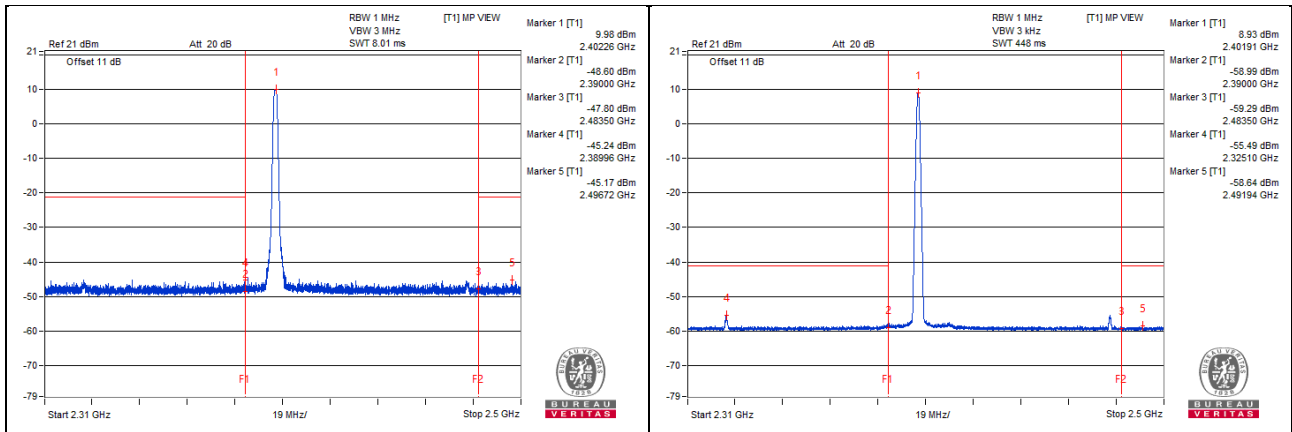 RBW 1 MHz [T1] MP VIEW
VBW 3 MHz
Ref 21 dBm Att 20 dB SWT 8.01 ms
21
Offset 11 dB
1
10
0
-10
-20
-30
-40
4
2
3
5
-50
-60
-70
F1
F2
-79
Start 2.31 GHz 19 MHz/ Stop 2.5 GHz
Marker 1 [T1]
9.98 dBm
2.40226 GHz
Marker 2 [T1]
-48.60 dBm
2.39000 GHz
Marker 3 [T1]
-47.80 dBm
2.48350 GHz
Marker 4 [T1]
-45.24 dBm
2.38996 GHz
Marker 5 [T1]
-45.17 dBm
2.49672 GHz
BUREAU VERITAS
1828
BUREAU
VERITAS
RBW 1 MHz [T1] MP VIEW
VBW 3 kHz
Ref 21 dBm Att 20 dB SWT 448 ms
21
Offset 11 dB
1
10
0
-10
-20
-30
-40
-50
4
2
3
5
-60
-70
F1
F2
-79
Start 2.31 GHz 19 MHz/ Stop 2.5 GHz
Marker 1 [T1]
8.93 dBm
2.40191 GHz
Marker 2 [T1]
-58.99 dBm
2.39000 GHz
Marker 3 [T1]
-59.29 dBm
2.48350 GHz
Marker 4 [T1]
-55.49 dBm
2.32510 GHz
Marker 5 [T1]
-58.64 dBm
2.49194 GHz
BUREAU VERITAS
1828
BUREAU
VERITAS